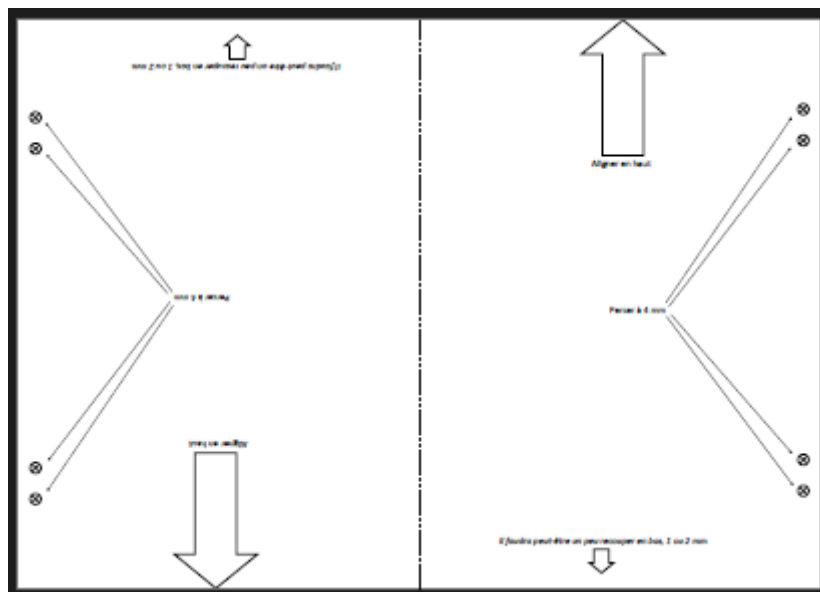 Il faudra peut-être un peu recouper en bas, 1 ou 2 mm
Aligner en haut
Percer à 4 mm
Percer à 4 mm
Aligner en haut
Il faudra peut-être un peu recouper en bas, 1 ou 2 mm